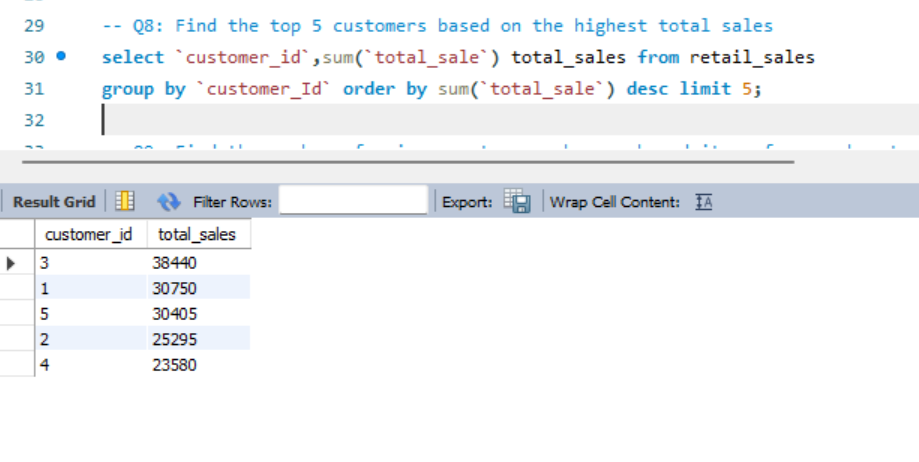 29 -- Q8: Find the top 5 customers based on the highest total sales
30 select `customer_id`,sum(`total_sale`) total_sales from retail_sales
31 group by `customer_Id` order by sum(`total_sale`) desc limit 5;
32
Result Grid Filter Rows: Export: Wrap Cell Content:
customer_id total_sales
3 38440
1 30750
5 30405
2 25295
4 23580